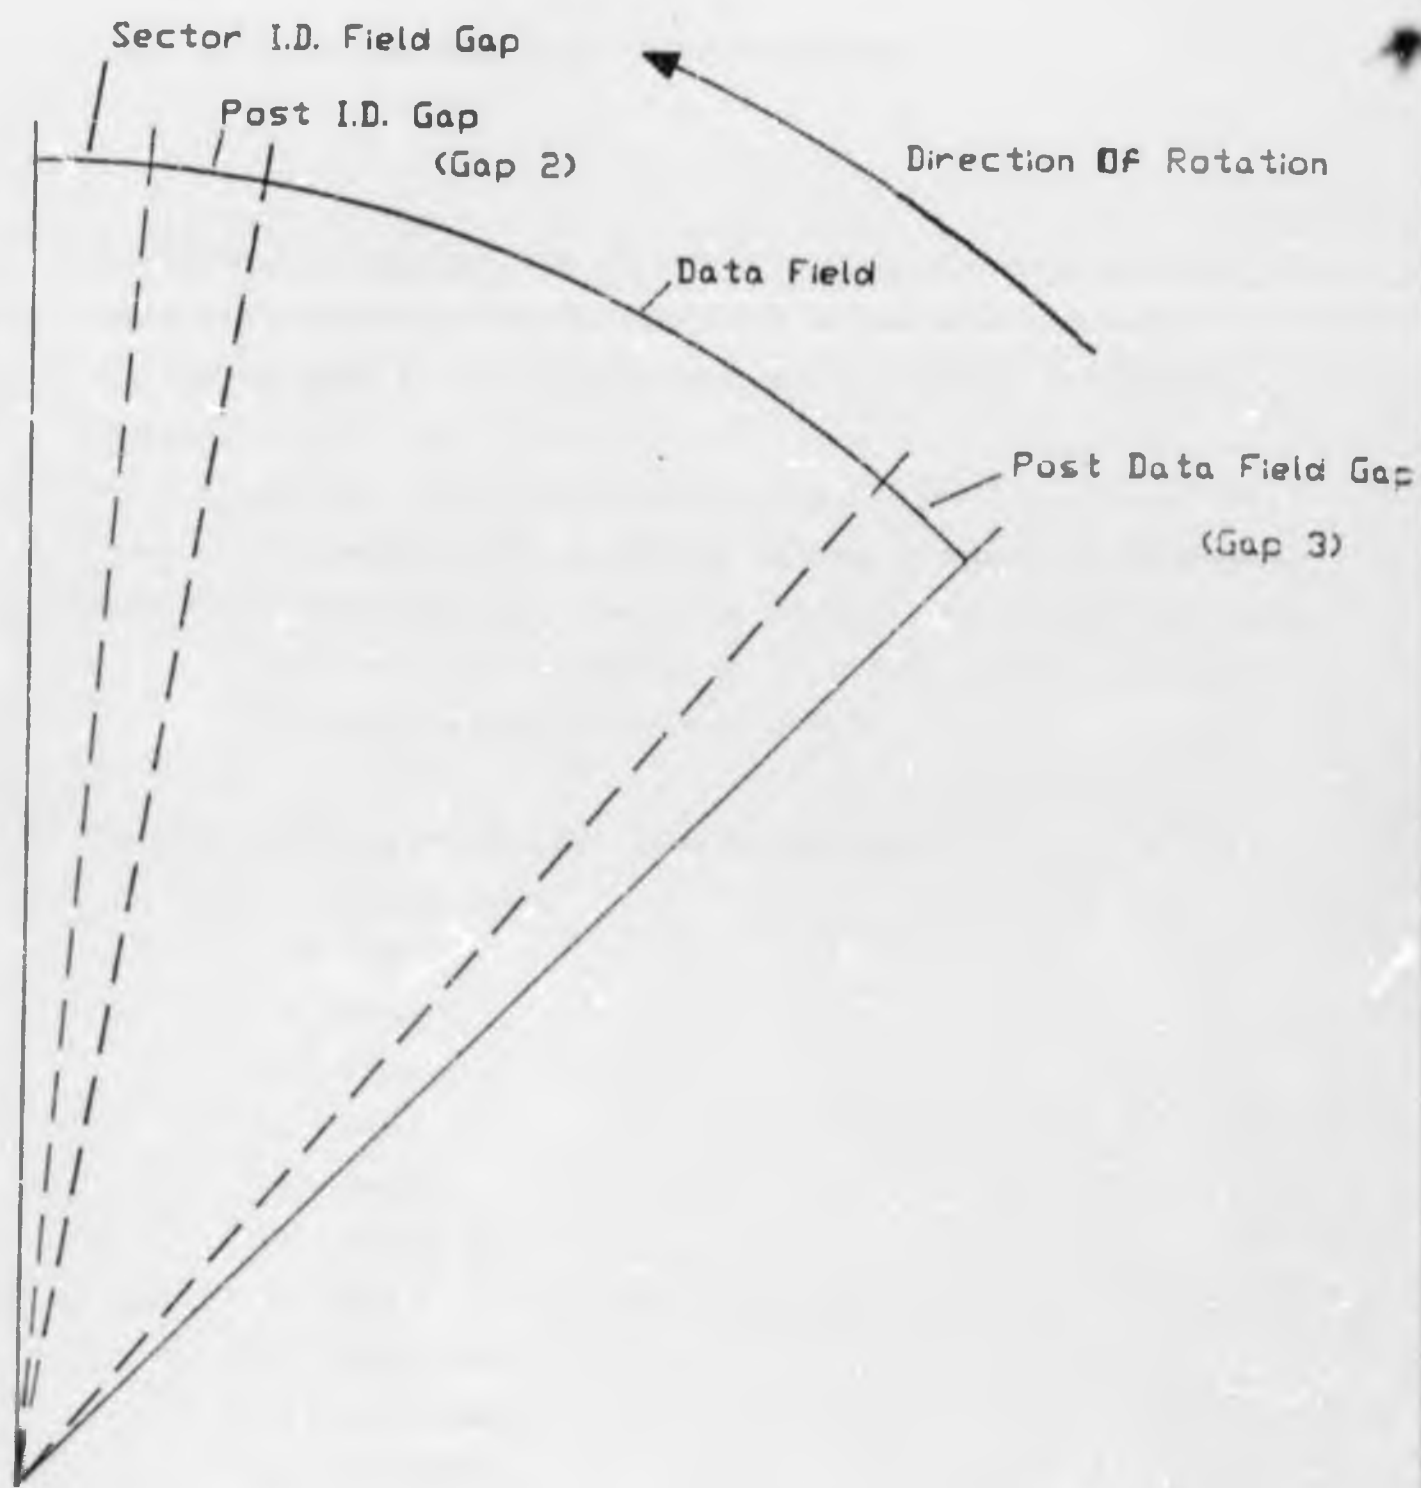 Sector I.D. Field Gap
Post I.D. Gap
(Gap 2)
Direction Of Rotation
Data Field
Post Data Field Gap
(Gap 3)